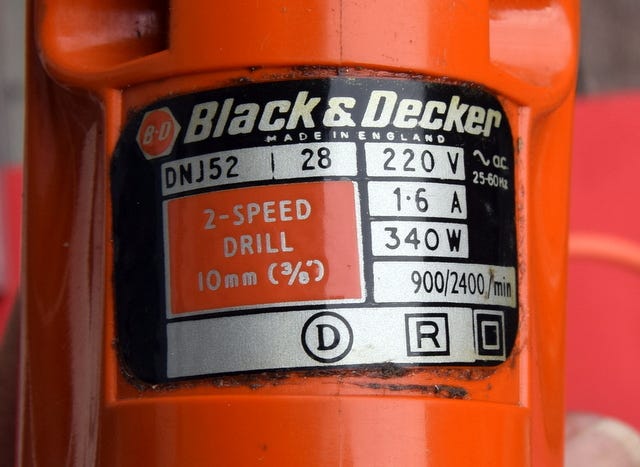 B·D Black & Decker
MADE IN ENGLAND
DNJ52 28 220 V ~ a.c.
25-60Hz
1·6 A
2-SPEED
DRILL
10mm (3/8")
340W
900/2400/min
D R